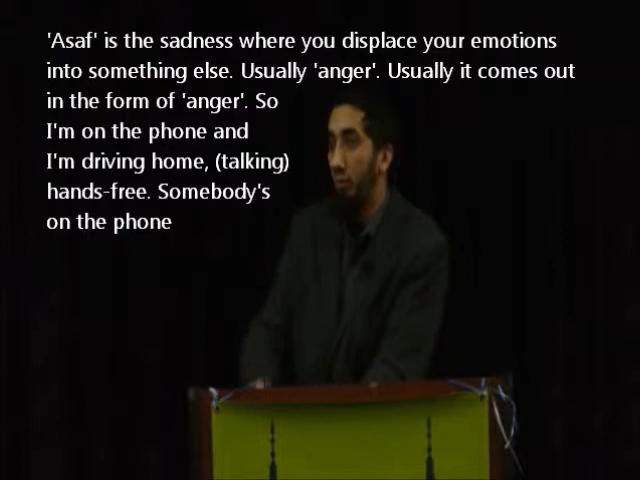 'Asaf' is the sadness where you displace your emotions
into something else. Usually 'anger'. Usually it comes out
in the form of 'anger'. So
I'm on the phone and
I'm driving home, (talking)
hands-free. Somebody's
on the phone